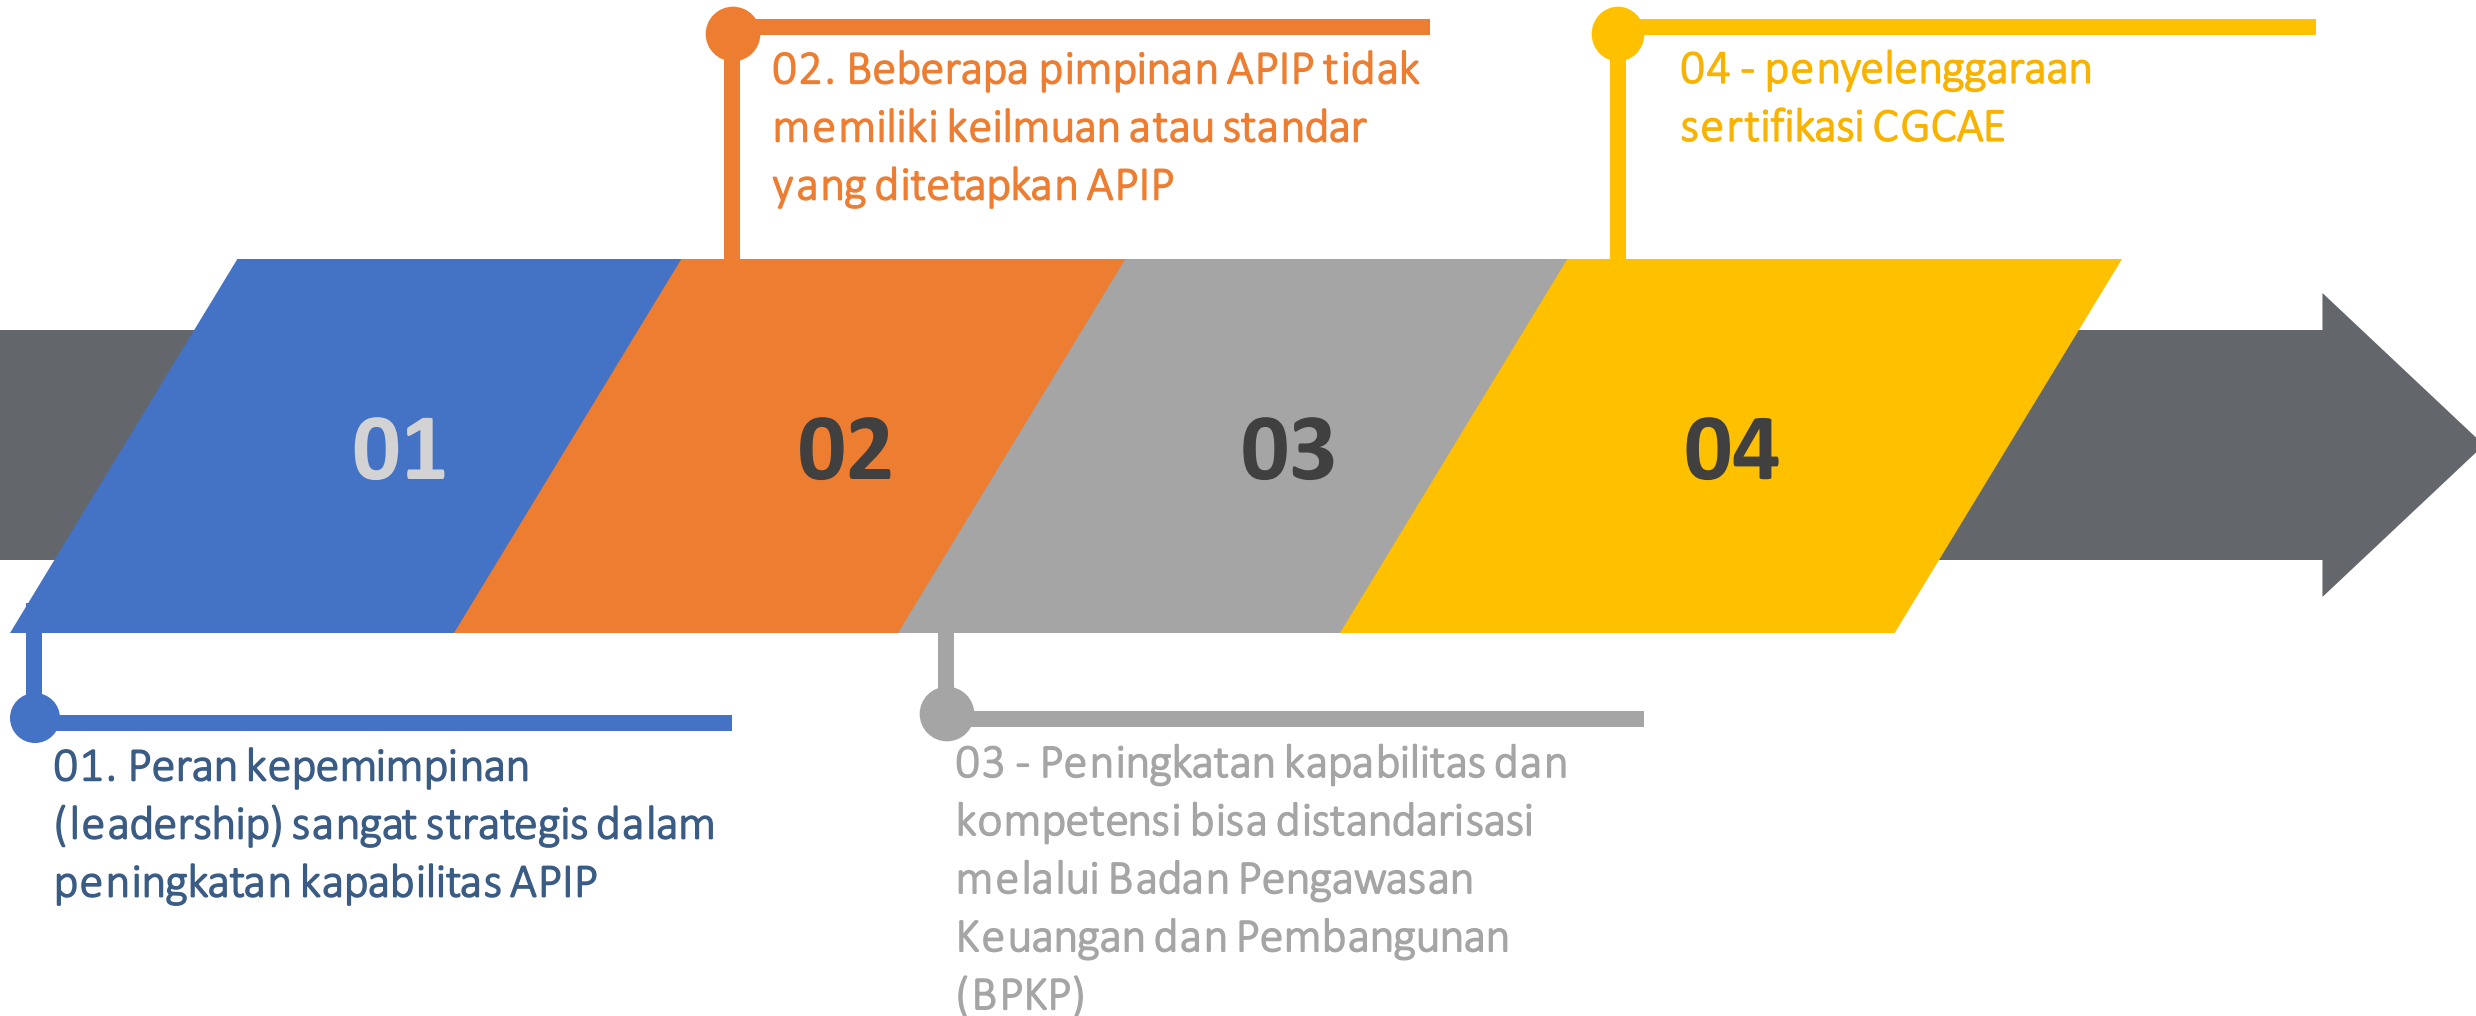 02. Beberapa pimpinan APIP tidak
memiliki keilmuan atau standar
yang ditetapkan APIP
04 - penyelenggaraan
sertifikasi CGCAE
01
02
03
04
01. Peran kepemimpinan
(leadership) sangat strategis dalam
peningkatan kapabilitas APIP
03 - Peningkatan kapabilitas dan
kompetensi bisa distandarisasi
melalui Badan Pengawasan
Keuangan dan Pembangunan
(BPKP)